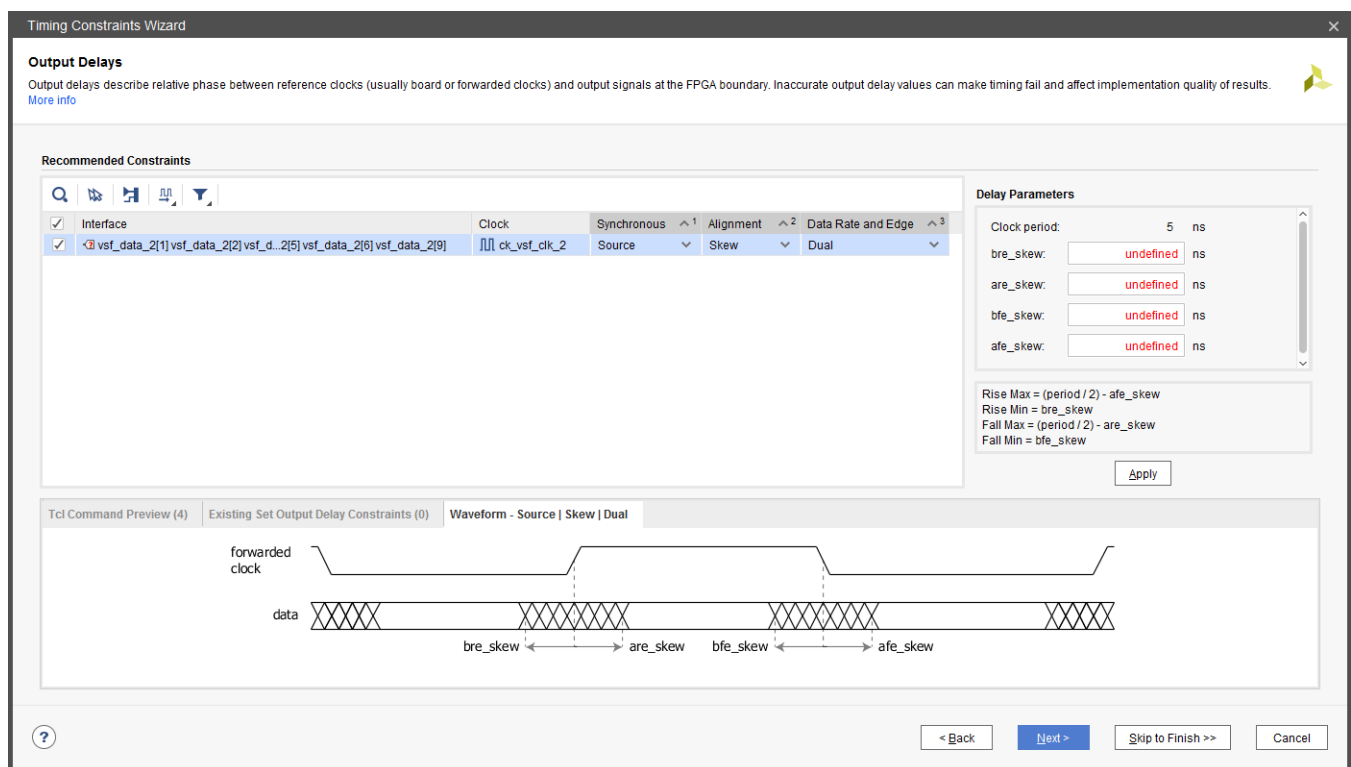 Timing Constraints Wizard
Output Delays
Output delays describe relative phase between reference clocks (usually board or forwarded clocks) and output signals at the FPGA boundary. Inaccurate output delay values can make timing fail and affect implementation quality of results.
More info
Recommended Constraints
Interface Clock Synchronous 1 Alignment 2 Data Rate and Edge 3
vsf_data_2[1] vsf_data_2[2] vsf_d...2[5] vsf_data_2[6] vsf_data_2[9] ck_vsf_clk_2 Source Skew Dual
Delay Parameters
Clock period: 5 ns
bre_skew: undefined ns
are_skew: undefined ns
bfe_skew: undefined ns
afe_skew: undefined ns
Rise Max = (period / 2) - afe_skew
Rise Min = bre_skew
Fall Max = (period / 2) - are_skew
Fall Min = bfe_skew
Apply
Tcl Command Preview (4) Existing Set Output Delay Constraints (0) Waveform - Source | Skew | Dual
forwarded
clock
data
bre_skew are_skew bfe_skew afe_skew
? < Back Next > Skip to Finish >> Cancel